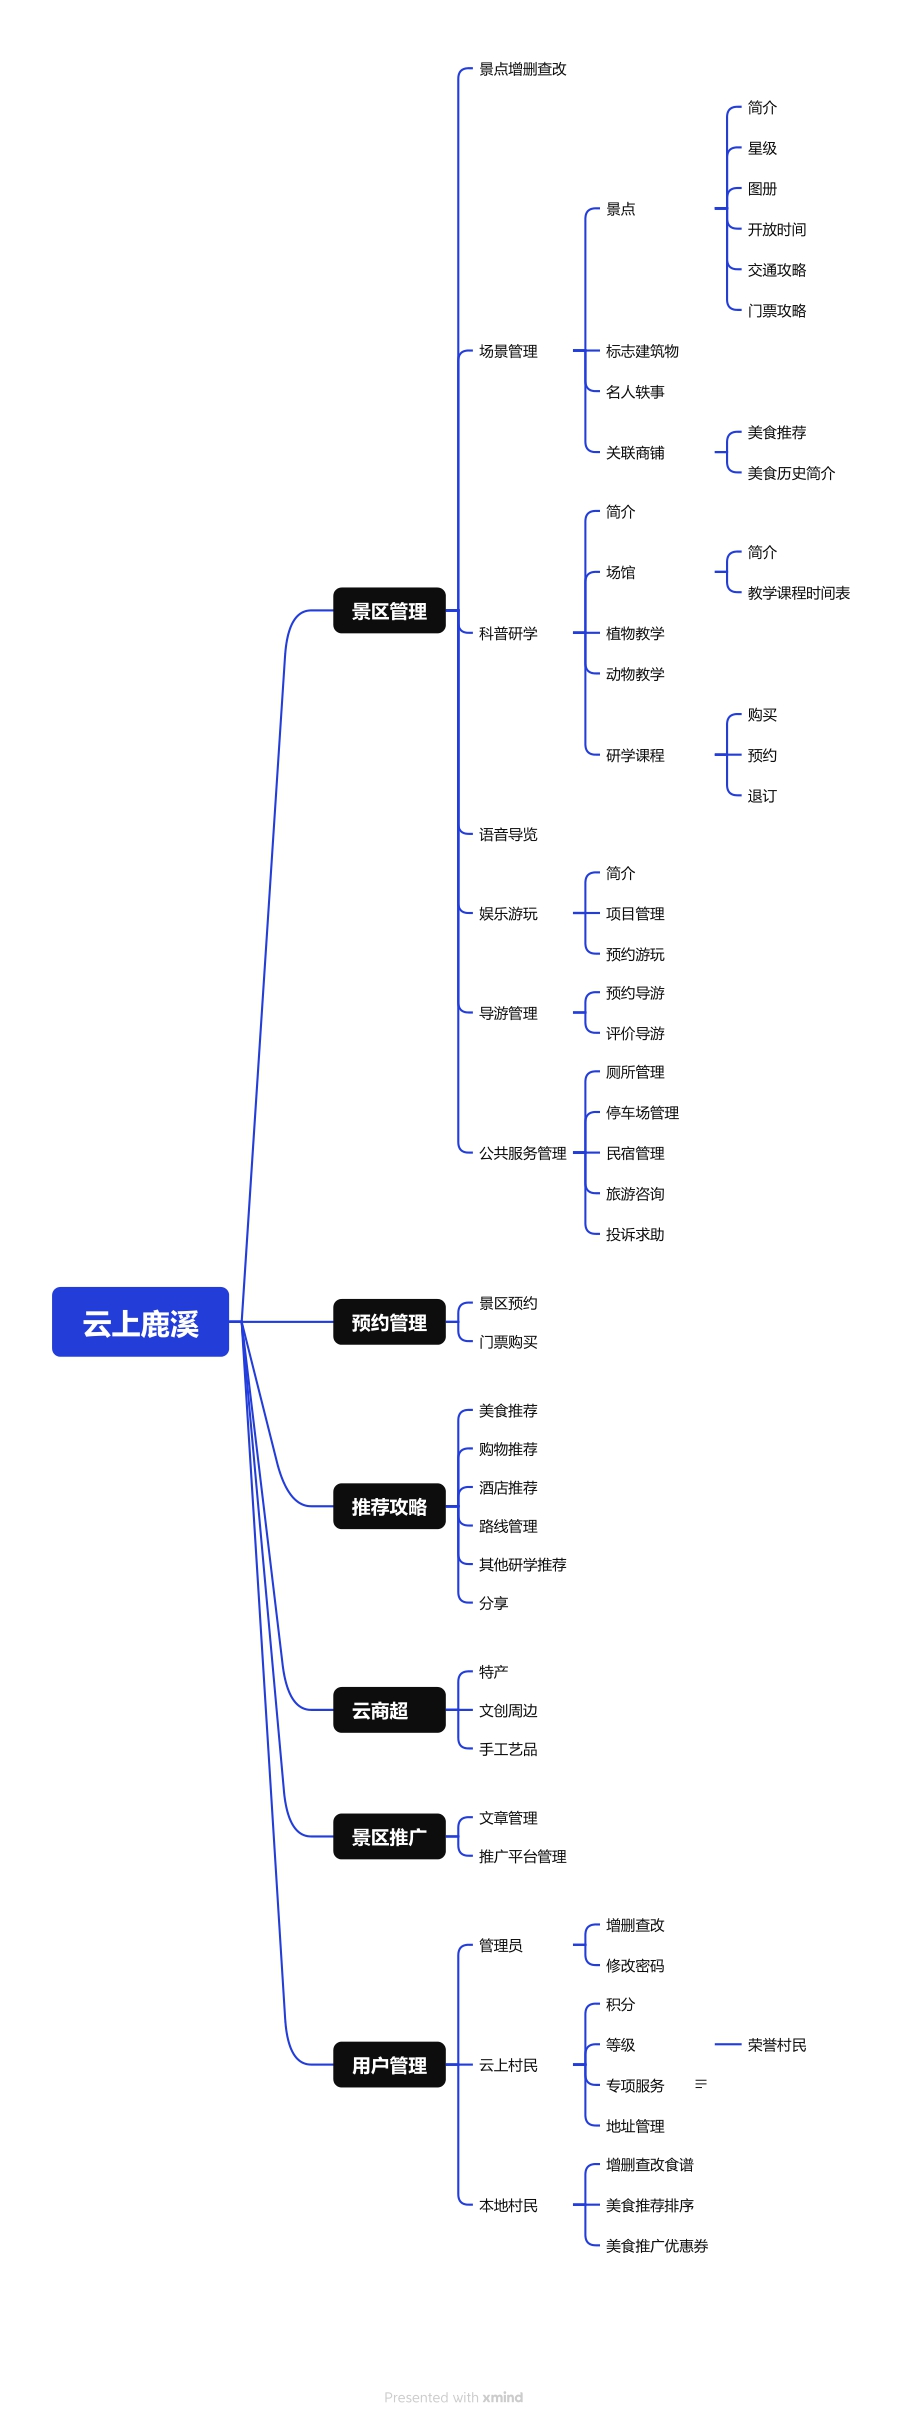 云上鹿溪
景区管理
景点增删查改
场景管理
景点
简介
星级
图册
开放时间
交通攻略
门票攻略
标志建筑物
名人轶事
关联商铺
美食推荐
美食历史简介
科普研学
简介
场馆
简介
教学课程时间表
植物教学
动物教学
研学课程
购买
预约
退订
语音导览
娱乐游玩
简介
项目管理
预约游玩
导游管理
预约导游
评价导游
公共服务管理
厕所管理
停车场管理
民宿管理
旅游咨询
投诉求助
预约管理
景区预约
门票购买
推荐攻略
美食推荐
购物推荐
酒店推荐
路线管理
其他研学推荐
分享
云商超
特产
文创周边
手工艺品
景区推广
文章管理
推广平台管理
用户管理
管理员
增删查改
修改密码
云上村民
积分
等级
荣誉村民
专项服务
地址管理
本地村民
增删查改食谱
美食推荐排序
美食推广优惠券
Presented with xmind